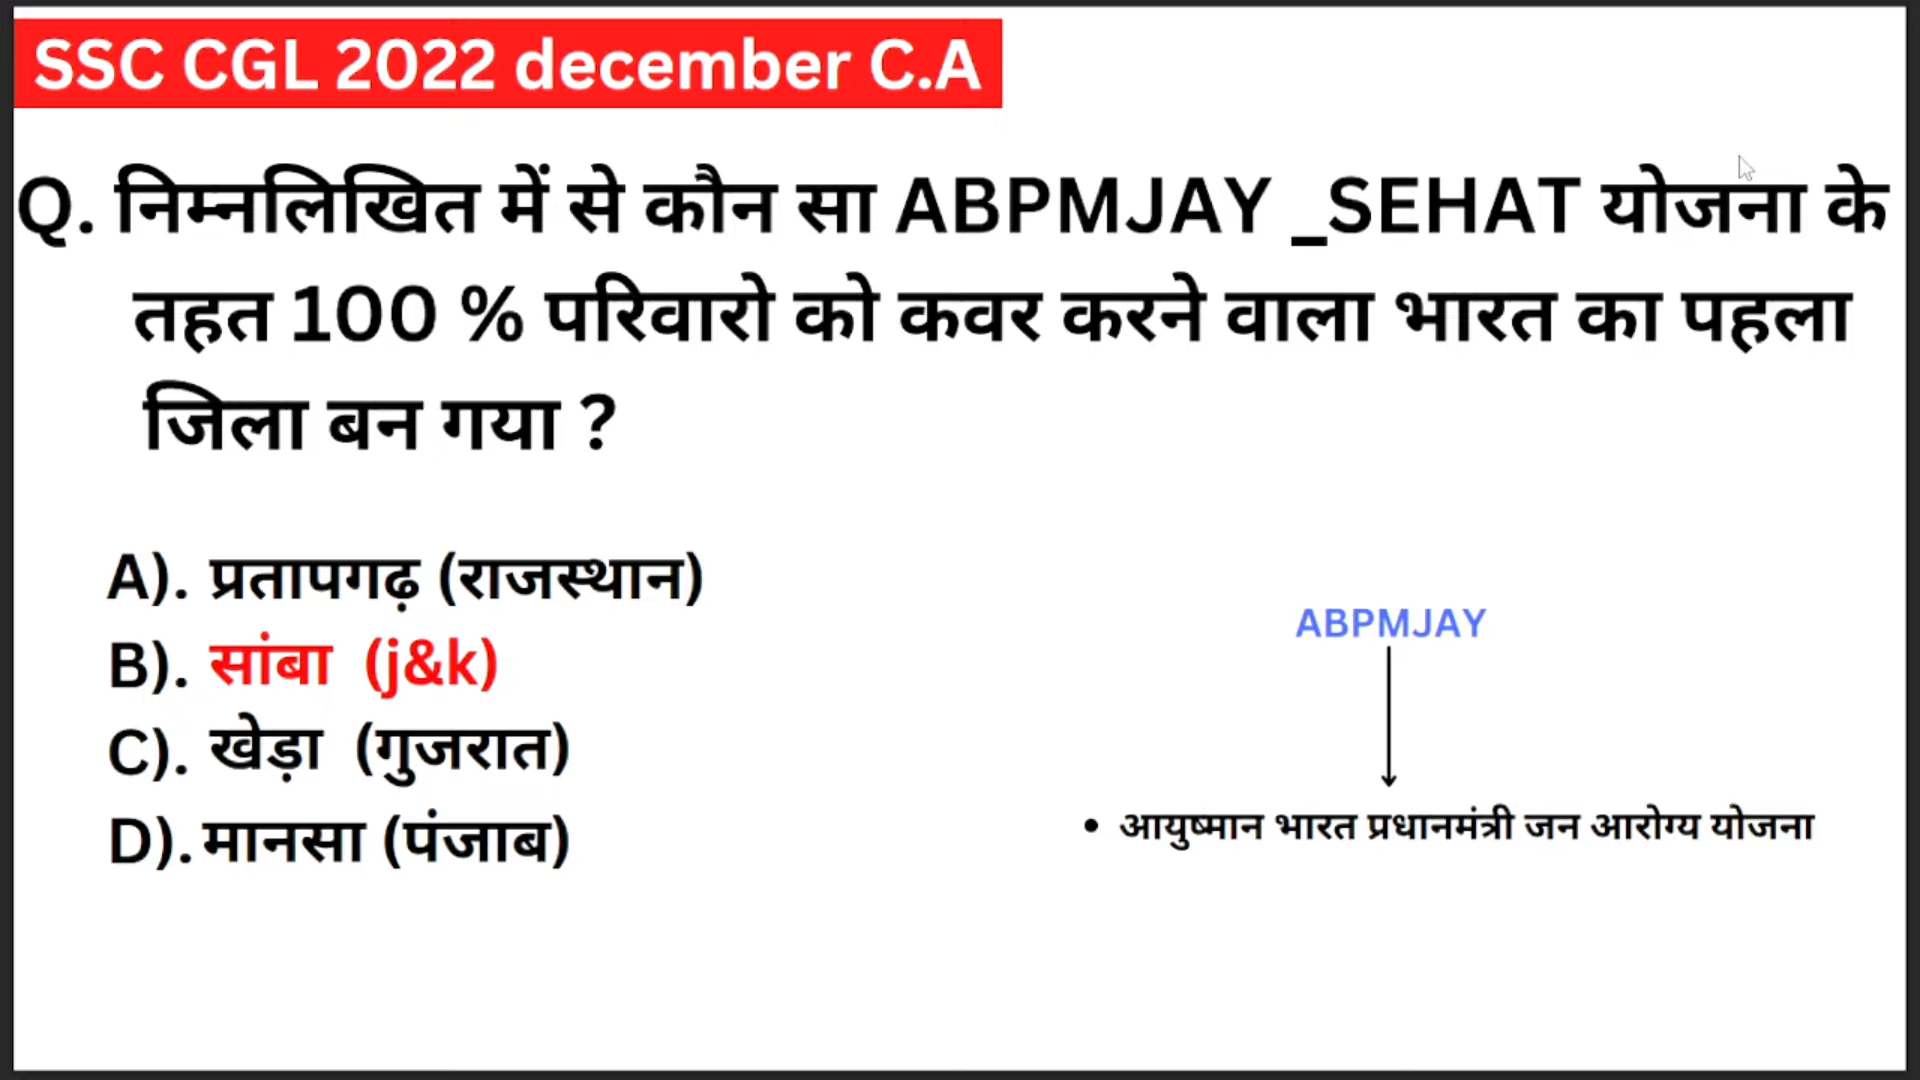 SSC CGL 2022 december C.A
Q. निम्नलिखित में से कौन सा ABPMJAY _SEHAT योजना के
तहत 100 % परिवारो को कवर करने वाला भारत का पहला
जिला बन गया ?
A). प्रतापगढ़ (राजस्थान)
B). सांबा (j&k)
C). खेड़ा (गुजरात)
D). मानसा (पंजाब)
ABPMJAY
• आयुष्मान भारत प्रधानमंत्री जन आरोग्य योजना